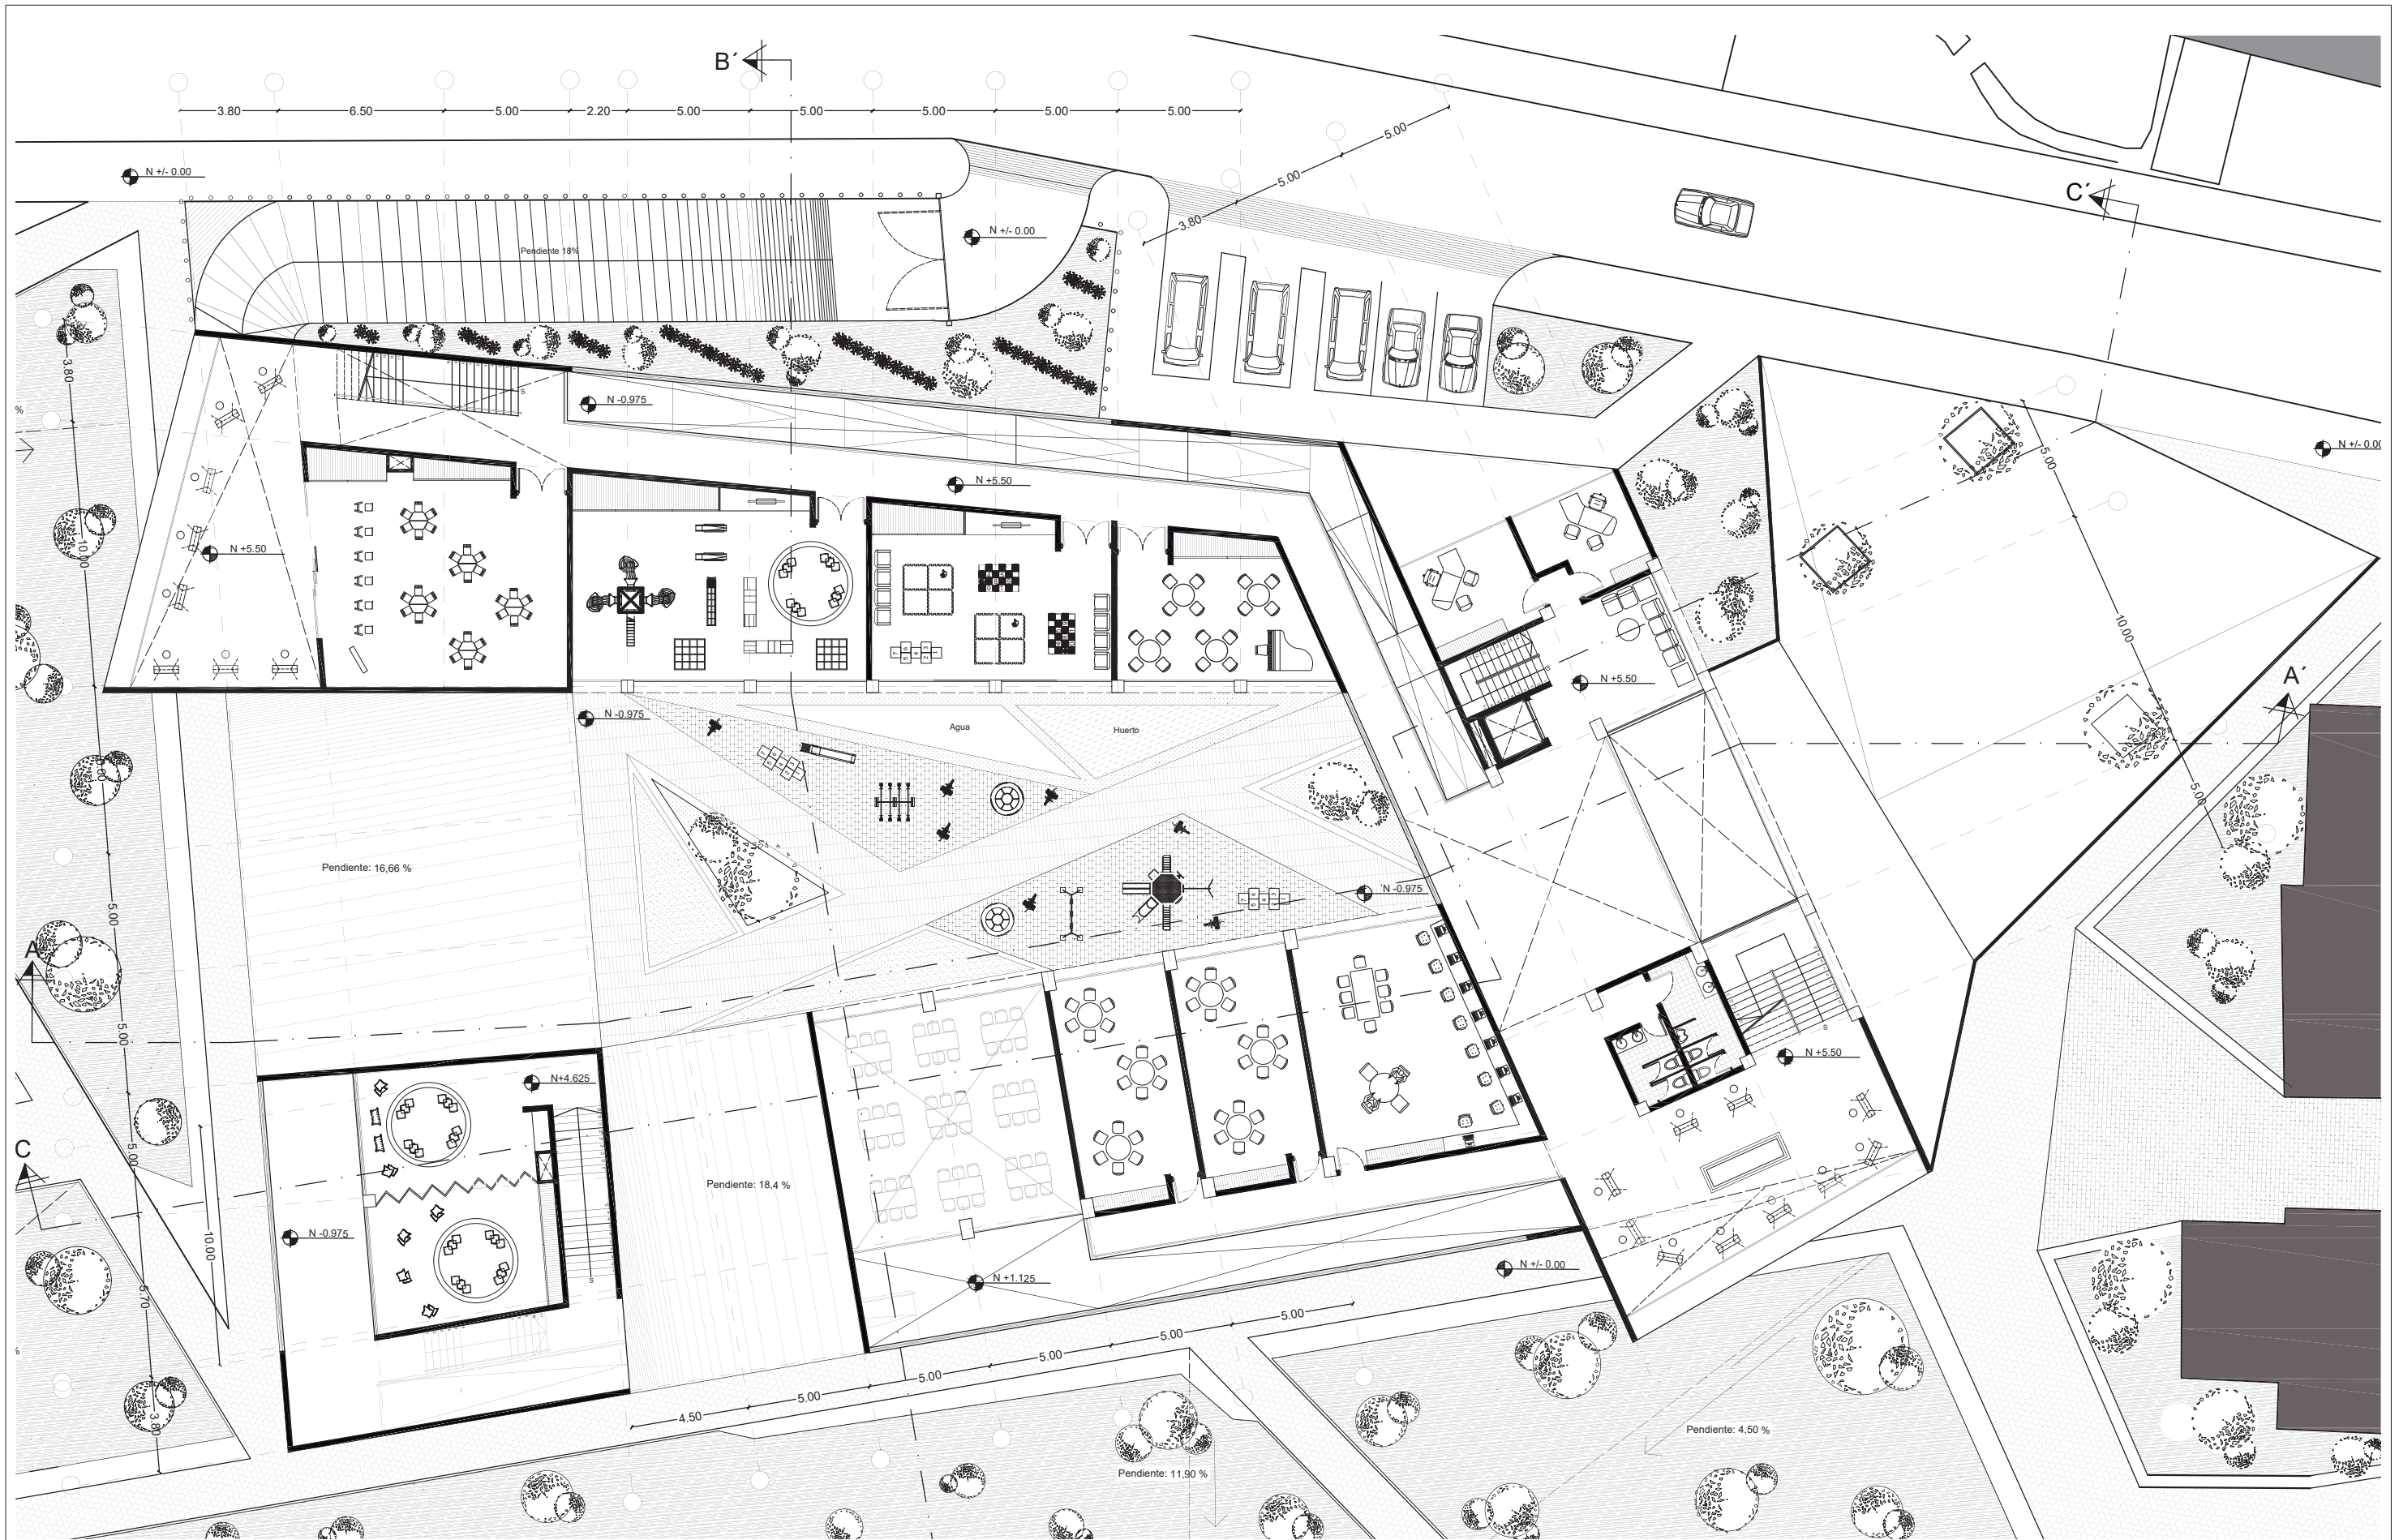 B´
3.80
6.50
5.00
2.20
5.00
5.00
5.00
5.00
5.00
5.00
5.00
3.80
N +/- 0.00
N +/- 0.00
C´
Pendiente 18%
N -0.975
N +/- 0.00
3.80
%
S
N +5.50
5.00
10.00
N +5.50
10.00
S
N +5.50
A´
N -0.975
Agua
Huerto
5.00
Pendiente: 16,66 %
N -0.975
5.00
A
5.00
S
N +5.50
N+4.625
5.00
C
Pendiente: 18,4 %
N -0.975
10.00
S
N +1.125
N +/- 0.00
5.70
5.00
5.00
5.00
5.00
5.00
4.50
3.80
Pendiente: 4,50 %
Pendiente: 11,90 %